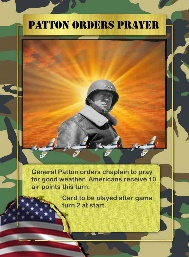 PATTON ORDERS PRAYER
General Patton orders chaplain to pray
for good weather. Americans receive 10
air points this turn.
Card to be played after game
turn 2 at start.